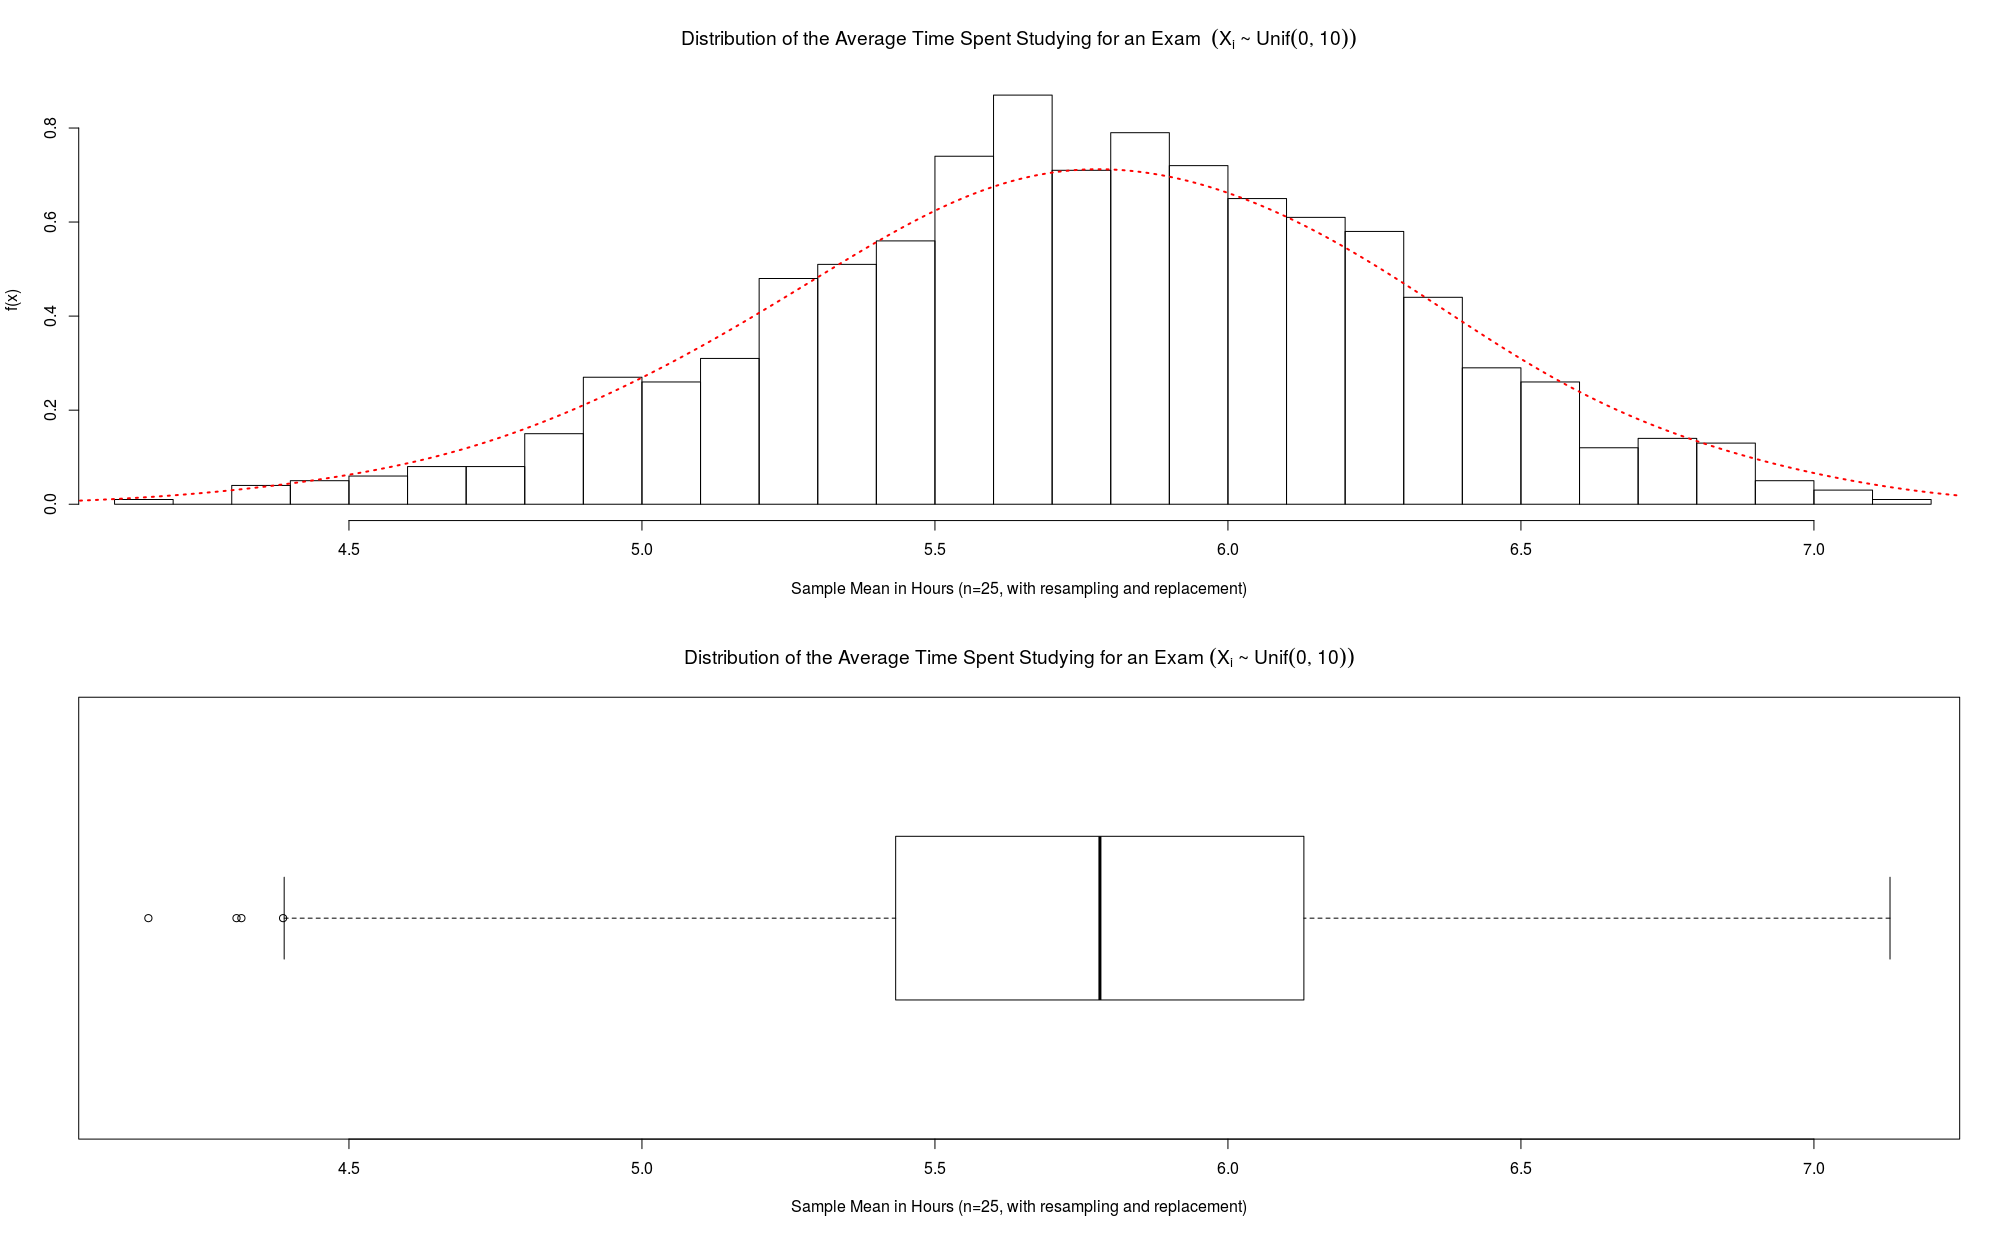 Distribution of the Average Time Spent Studying for an Exam (Xi ~ Unif(0, 10))
f(x)
0.8
0.6
0.4
0.2
0.0
4.5 5.0 5.5 6.0 6.5 7.0
Sample Mean in Hours (n=25, with resampling and replacement)
Distribution of the Average Time Spent Studying for an Exam (Xi ~ Unif(0, 10))
4.5 5.0 5.5 6.0 6.5 7.0
Sample Mean in Hours (n=25, with resampling and replacement)